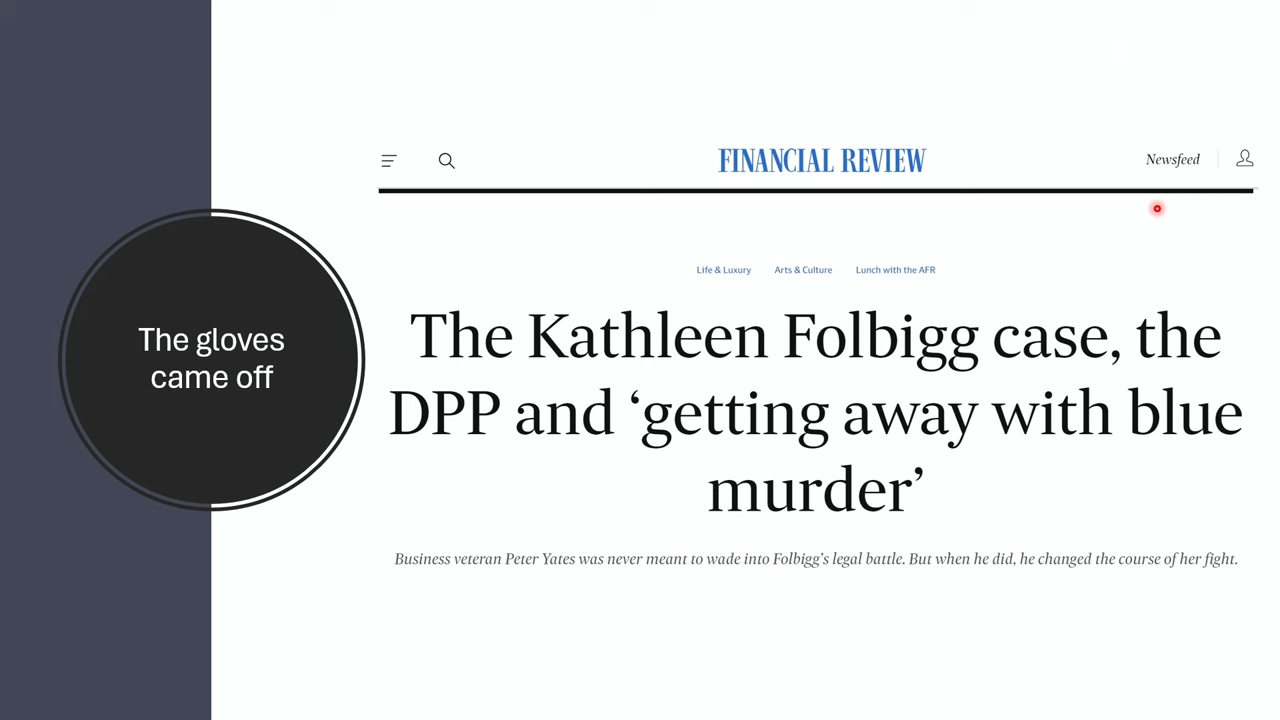 The gloves
came off
FINANCIAL REVIEW
Newsfeed
Life & Luxury Arts & Culture Lunch with the AFR
The Kathleen Folbigg case, the
DPP and ‘getting away with blue
murder’
Business veteran Peter Yates was never meant to wade into Folbigg’s legal battle. But when he did, he changed the course of her fight.